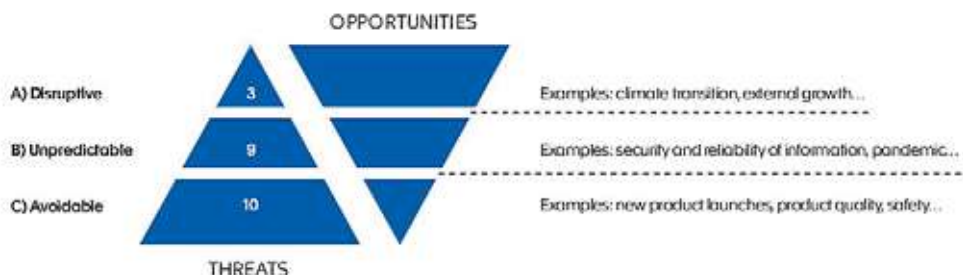 OPPORTUNITIES
A) Disruptive 3 Examples: climate transition, external growth...
B) Unpredictable 9 Examples: security and reliability of information, pandemic...
C) Avoidable 10 Examples: new product launches, product quality, safety...
THREATS